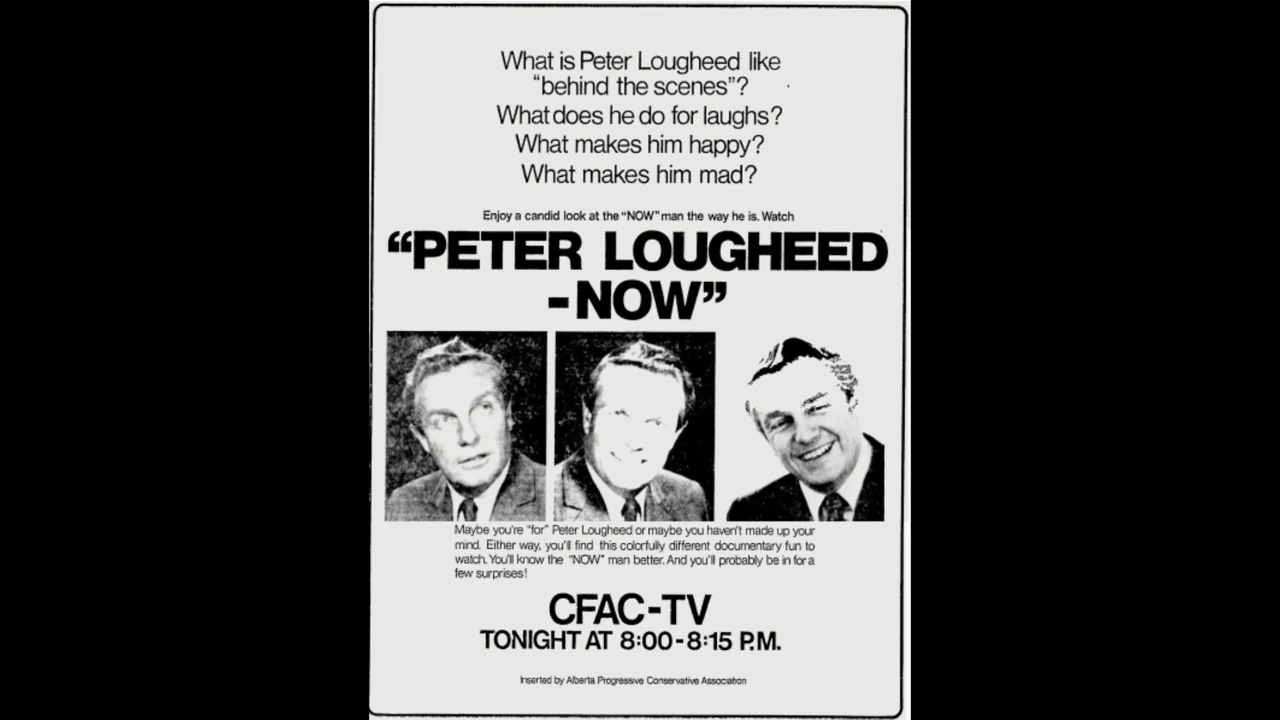 What is Peter Lougheed like
“behind the scenes”?
What does he do for laughs?
What makes him happy?
What makes him mad?
Enjoy a candid look at the “NOW” man the way he is. Watch
“PETER LOUGHEED
-NOW”
Maybe you're “for” Peter Lougheed or maybe you haven't made up your
mind. Either way, you'll find this colorfully different documentary fun to
watch. You'll know the “NOW” man better. And you'll probably be in for a
few surprises!
CFAC-TV
TONIGHT AT 8:00-8:15 P.M.
Inserted by Alberta Progressive Conservative Association